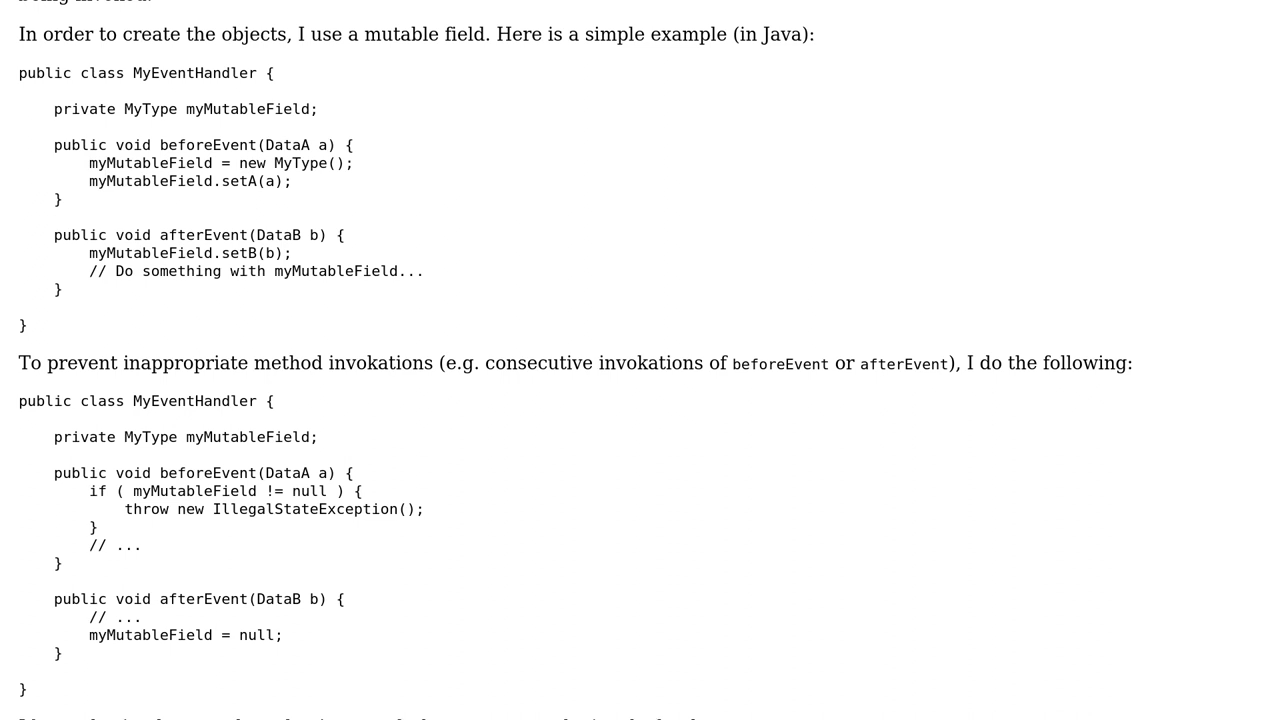 In order to create the objects, I use a mutable field. Here is a simple example (in Java):
public class MyEventHandler {
private MyType myMutableField;
public void beforeEvent(DataA a) {
myMutableField = new MyType();
myMutableField.setA(a);
}
public void afterEvent(DataB b) {
myMutableField.setB(b);
// Do something with myMutableField...
}
}
To prevent inappropriate method invokations (e.g. consecutive invokations of beforeEvent or afterEvent), I do the following:
public class MyEventHandler {
private MyType myMutableField;
public void beforeEvent(DataA a) {
if ( myMutableField != null ) {
throw new IllegalStateException();
}
// ...
}
public void afterEvent(DataB b) {
// ...
myMutableField = null;
}
}